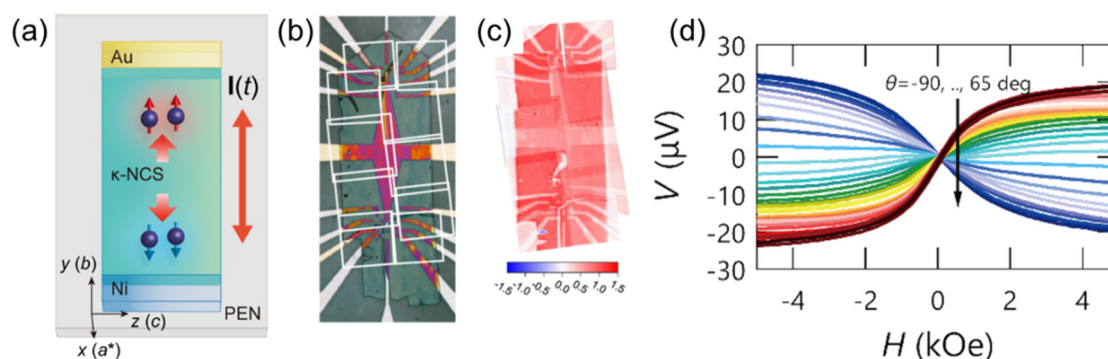 (a)
Au
I(t)
κ-NCS
Ni
y (b)
z (c)
PEN
x (a*)
(b)
(c)
-1.5 -1.0 -0.5 0.0 0.5 1.0 1.5
(d)
30
20
10
0
-10
-20
-30
V (μV)
θ=-90, .., 65 deg
-4 -2 0 2 4
H (kOe)